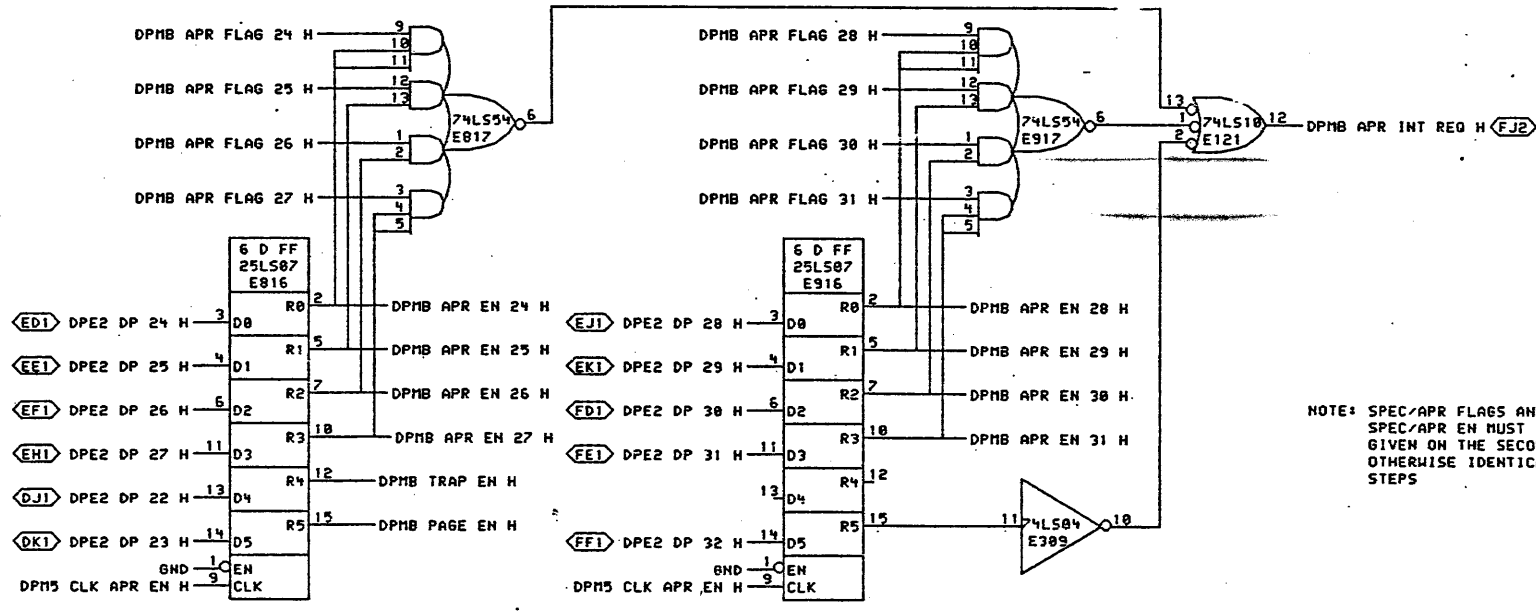 DPMB APR FLAG 24 H 9
10
11
DPMB APR FLAG 25 H 12
13
74LS54 6
E817
DPMB APR FLAG 26 H 1
2
DPMB APR FLAG 27 H 3
4
5
6 D FF
25LS07
E816
R0 2 DPMB APR EN 24 H
ED1 DPE2 DP 24 H 3 D0
R1 5 DPMB APR EN 25 H
EE1 DPE2 DP 25 H 4 D1
R2 7 DPMB APR EN 26 H
EF1 DPE2 DP 26 H 6 D2
R3 10 DPMB APR EN 27 H
EH1 DPE2 DP 27 H 11 D3
R4 12 DPMB TRAP EN H
DJ1 DPE2 DP 22 H 13 D4
R5 15 DPMB PAGE EN H
DK1 DPE2 DP 23 H 14 D5
GND 1 EN
DPM5 CLK APR EN H 9 CLK
DPMB APR FLAG 28 H 9
10
11
DPMB APR FLAG 29 H 12
13
74LS54 6
E917
DPMB APR FLAG 30 H 1
2
DPMB APR FLAG 31 H 3
4
5
6 D FF
25LS07
E916
R0 2 DPMB APR EN 28 H
EJ1 DPE2 DP 28 H 3 D0
R1 5 DPMB APR EN 29 H
EK1 DPE2 DP 29 H 4 D1
R2 7 DPMB APR EN 30 H
FD1 DPE2 DP 30 H 6 D2
R3 10 DPMB APR EN 31 H
FE1 DPE2 DP 31 H 11 D3
R4 12
13 D4
R5 15
FF1 DPE2 DP 32 H 14 D5
GND 1 EN
DPM5 CLK APR EN H 9 CLK
11 74LS04 10
E309
13
1 74LS10 12 DPMB APR INT REQ H FJ2
2 E121
NOTE: SPEC/APR FLAGS AN
SPEC/APR EN MUST
GIVEN ON THE SECO
OTHERWISE IDENTIC
STEPS